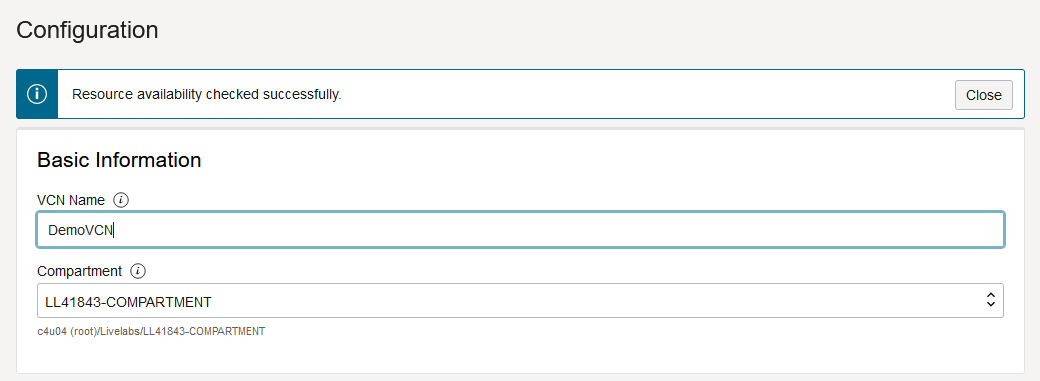 Configuration
Resource availability checked successfully.
Close
Basic Information
VCN Name
DemoVCN
Compartment
LL41843-COMPARTMENT
c4u04 (root)/Livelabs/LL41843-COMPARTMENT